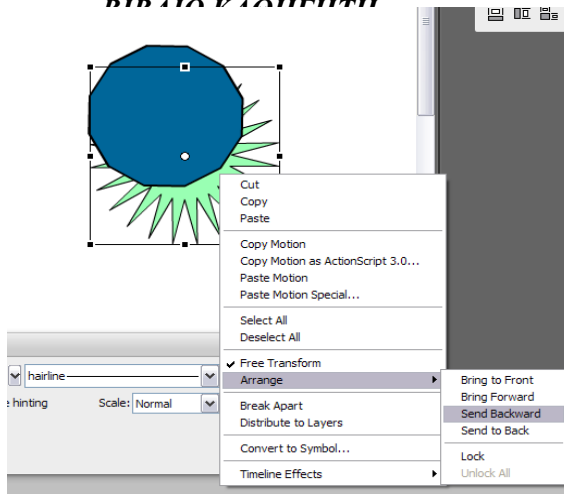 ΒΙΒΛΙΟ ΚΑΘΗΓΗΤΗ
Cut
Copy
Paste
Copy Motion
Copy Motion as ActionScript 3.0...
Paste Motion
Paste Motion Special...
Select All
Deselect All
Free Transform
Arrange
Break Apart
Distribute to Layers
Convert to Symbol...
Timeline Effects
Bring to Front
Bring Forward
Send Backward
Send to Back
Lock
Unlock All
hairline
e hinting
Scale: Normal